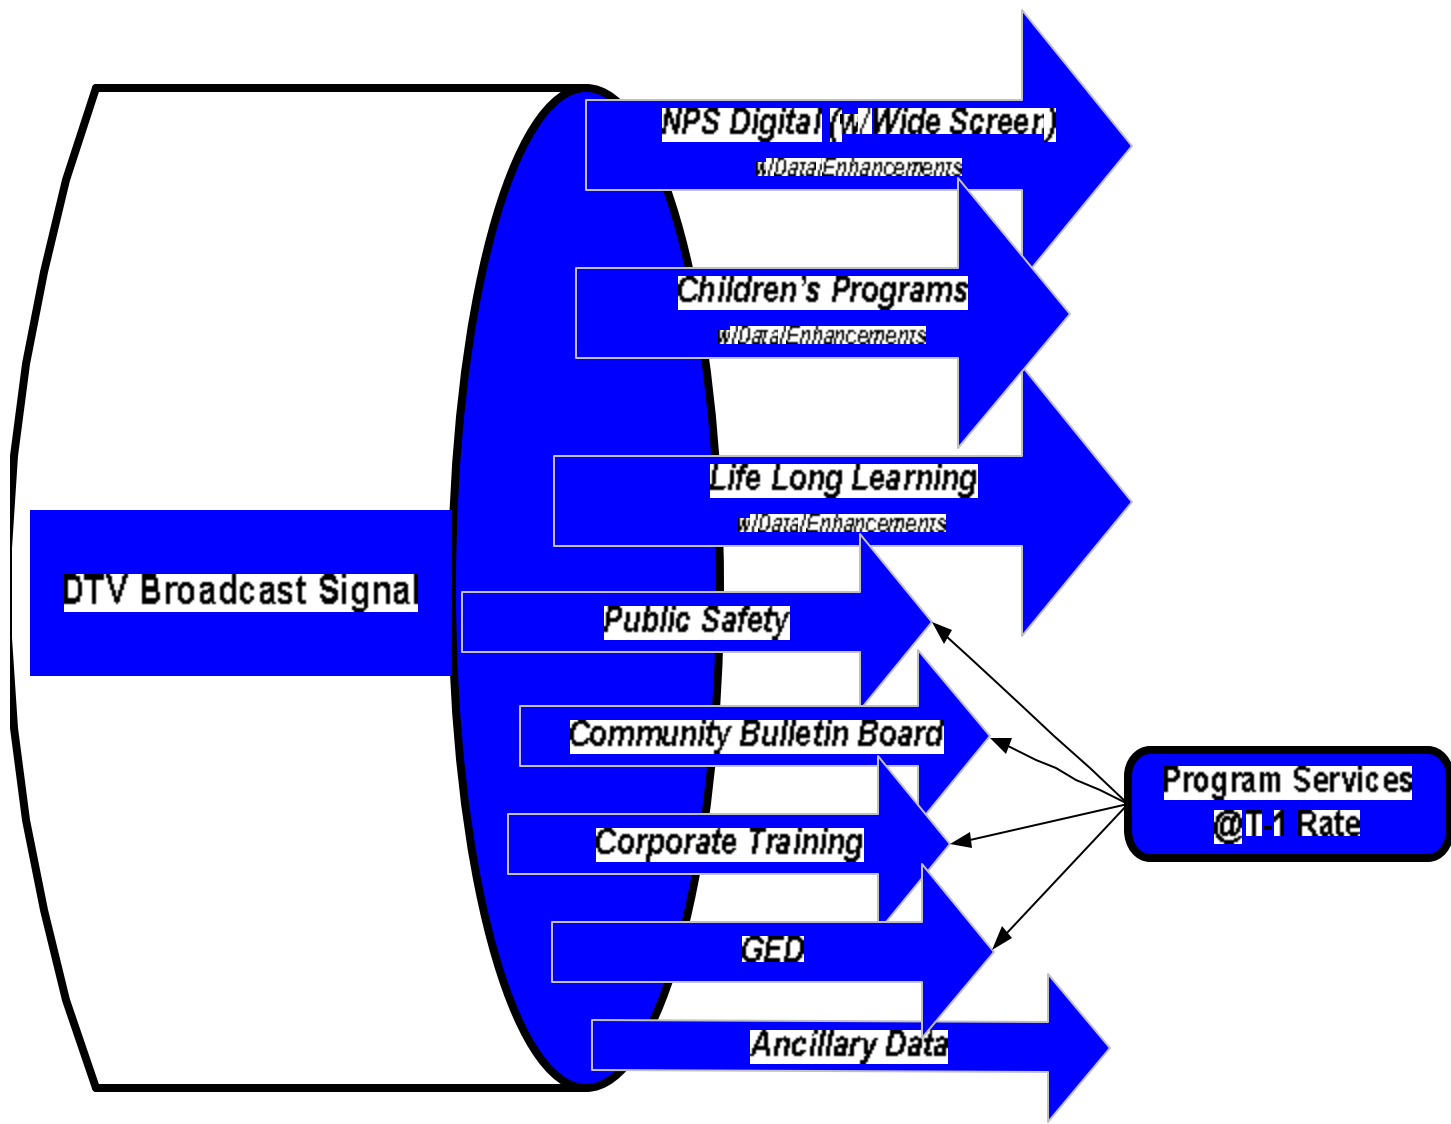 NPS Digital (w/Wide Screen)
w/Data/Enhancements
Children's Programs
w/Data/Enhancements
Life Long Learning
w/Data/Enhancements
DTV Broadcast Signal
Public Safety
Community Bulletin Board
Program Services
@T-1 Rate
Corporate Training
GED
Ancillary Data